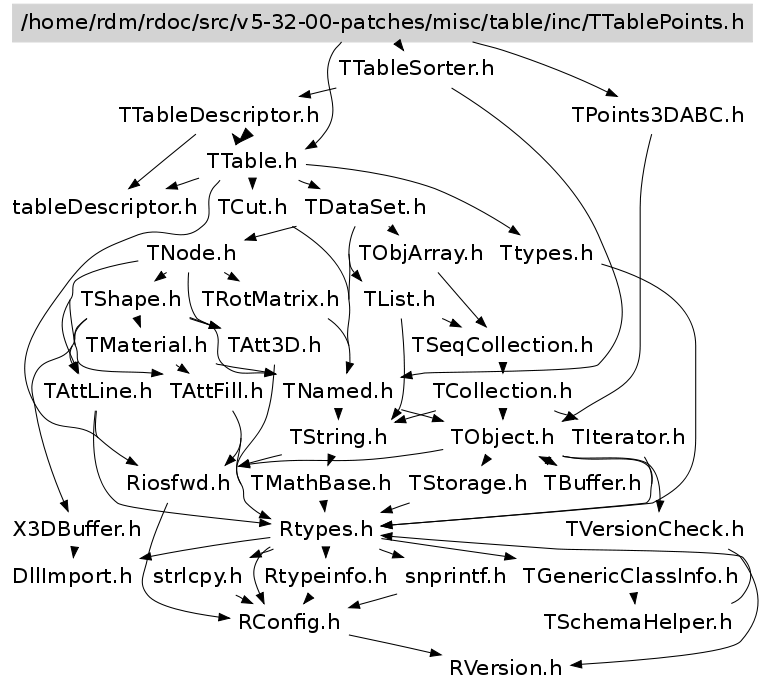 /home/rdm/rdoc/src/v5-32-00-patches/misc/table/inc/TTablePoints.h
TTableSorter.h
TTableDescriptor.h TPoints3DABC.h
TTable.h
tableDescriptor.h TCut.h TDataSet.h
TNode.h TObjArray.h Ttypes.h
TShape.h TRotMatrix.h TList.h
TMaterial.h TAtt3D.h TSeqCollection.h
TAttLine.h TAttFill.h TNamed.h TCollection.h
TString.h TObject.h TIterator.h
Riosfwd.h TMathBase.h TStorage.h TBuffer.h
X3DBuffer.h Rtypes.h TVersionCheck.h
DllImport.h strlcpy.h Rtypeinfo.h snprintf.h TGenericClassInfo.h
RConfig.h TSchemaHelper.h
RVersion.h